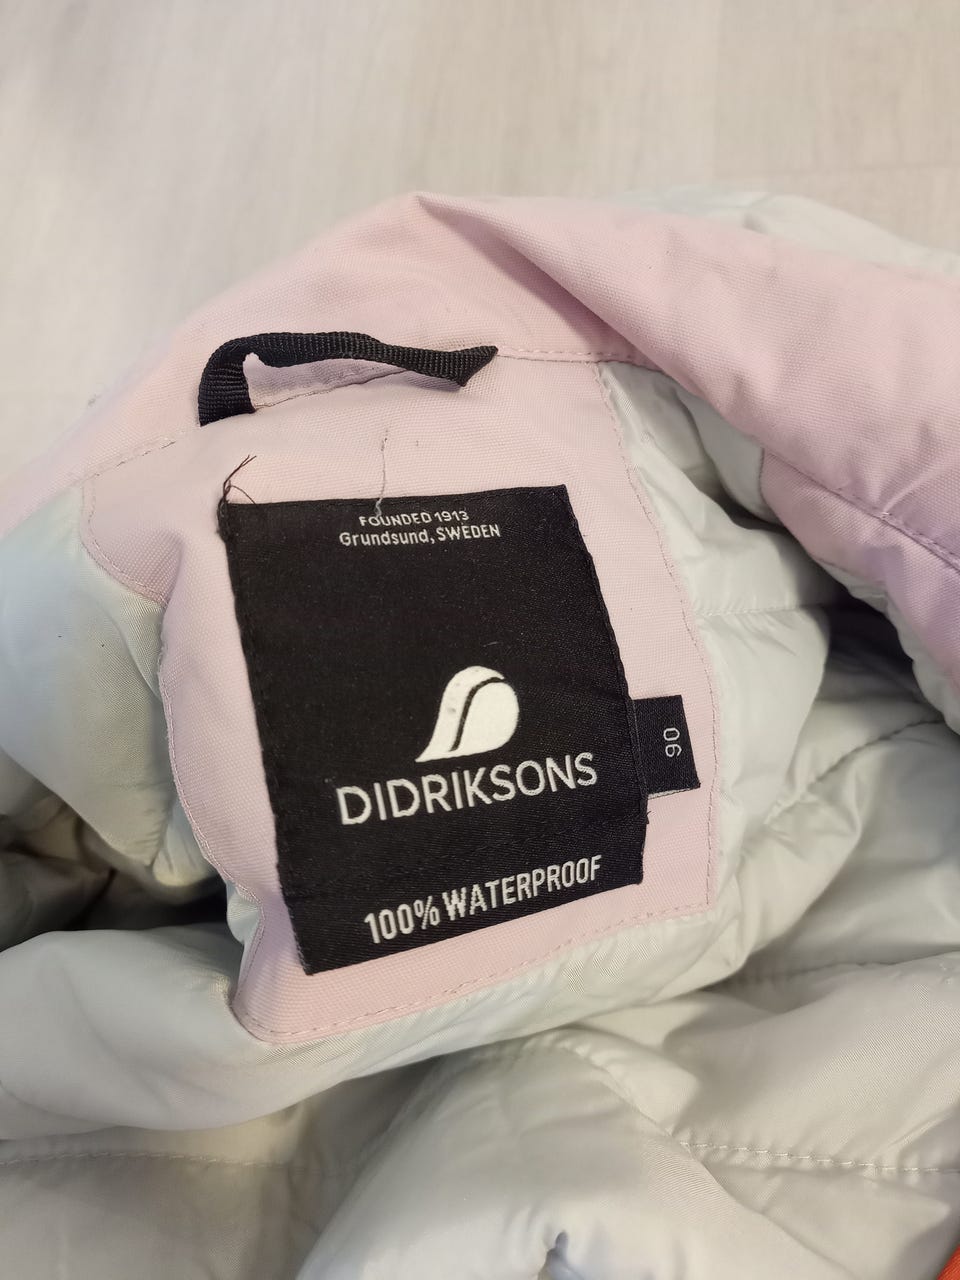 FOUNDED 1913
Grundsund, SWEDEN
DIDRIKSONS
90
100% WATERPROOF